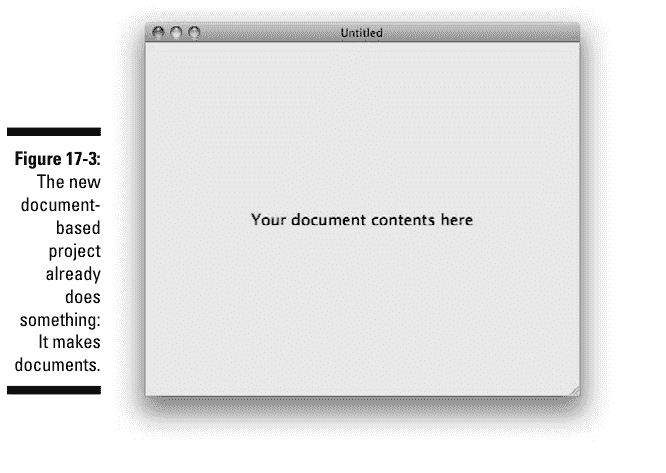 Untitled
Figure 17-3:
The new
document-
based
project
already
does
something:
It makes
documents.
Your document contents here